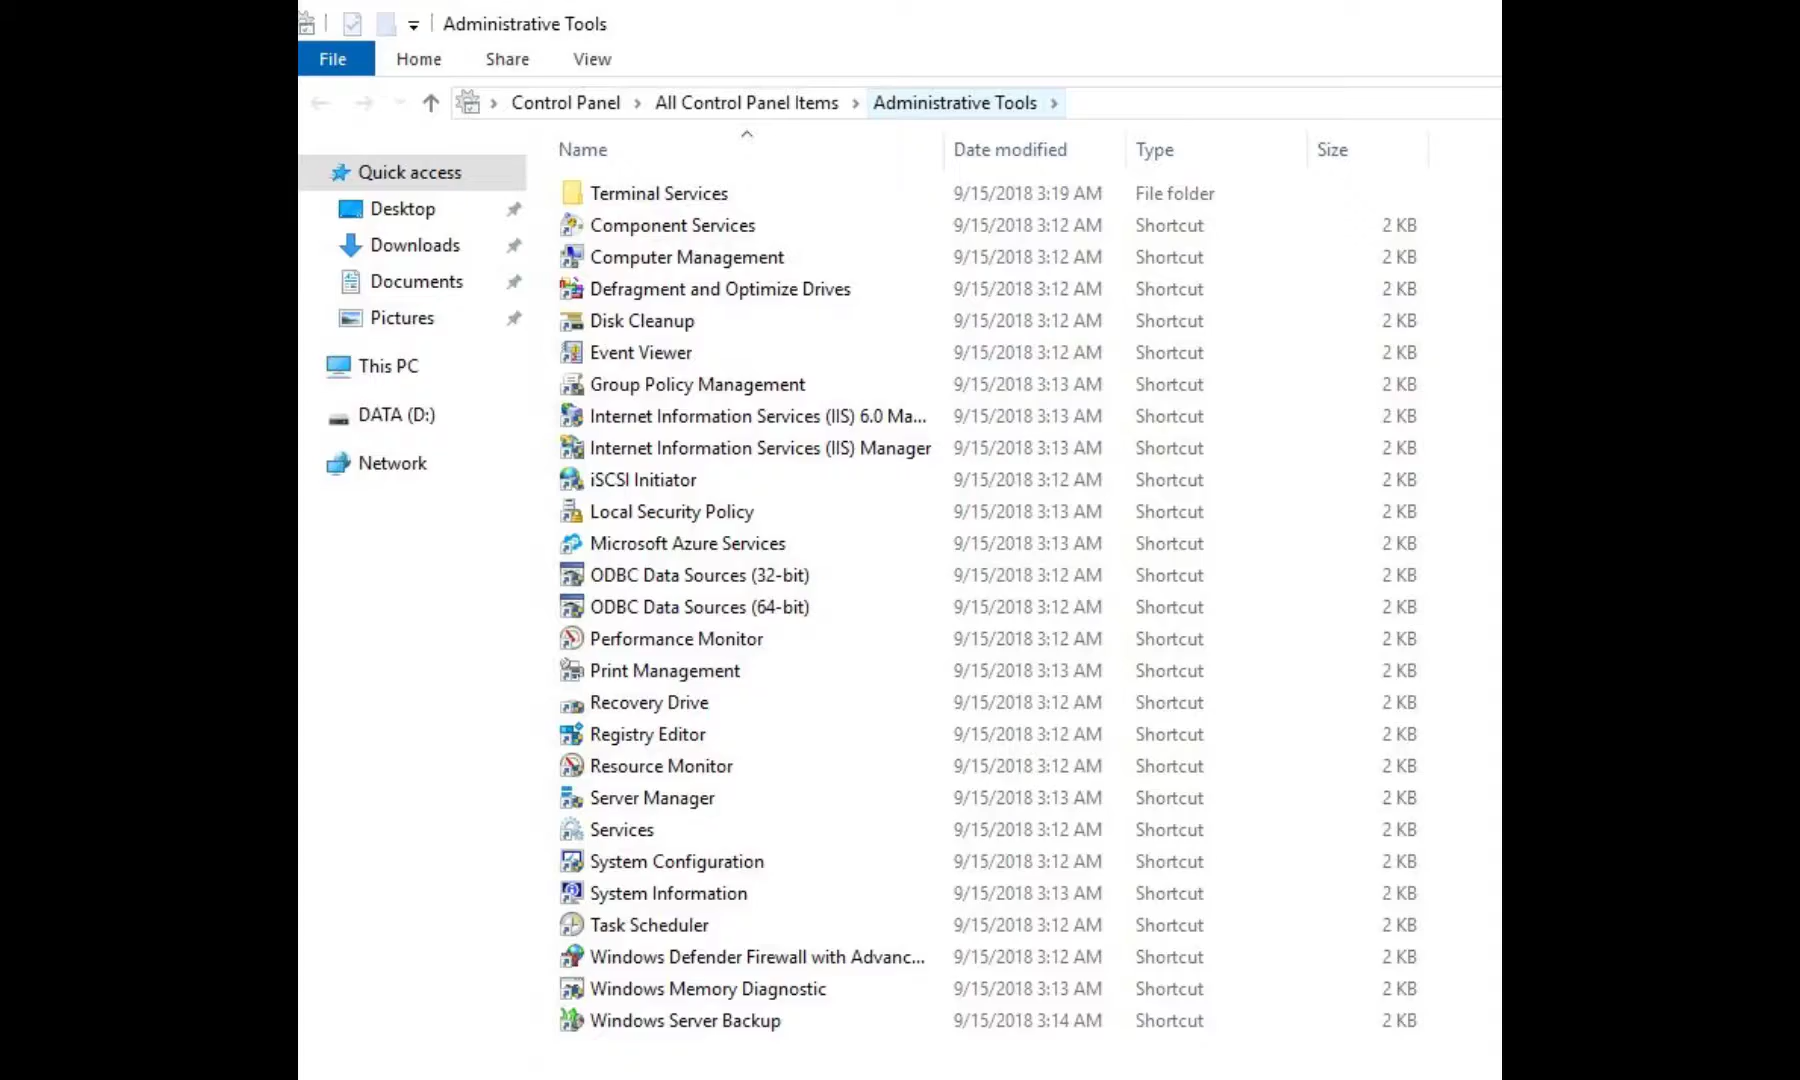 Administrative Tools
File Home Share View
Control Panel All Control Panel Items Administrative Tools
Quick access
Desktop
Downloads
Documents
Pictures
This PC
DATA (D:)
Network
Name Date modified Type Size
Terminal Services 9/15/2018 3:19 AM File folder
Component Services 9/15/2018 3:12 AM Shortcut 2 KB
Computer Management 9/15/2018 3:12 AM Shortcut 2 KB
Defragment and Optimize Drives 9/15/2018 3:12 AM Shortcut 2 KB
Disk Cleanup 9/15/2018 3:12 AM Shortcut 2 KB
Event Viewer 9/15/2018 3:12 AM Shortcut 2 KB
Group Policy Management 9/15/2018 3:13 AM Shortcut 2 KB
Internet Information Services (IIS) 6.0 Ma... 9/15/2018 3:13 AM Shortcut 2 KB
Internet Information Services (IIS) Manager 9/15/2018 3:13 AM Shortcut 2 KB
iSCSI Initiator 9/15/2018 3:12 AM Shortcut 2 KB
Local Security Policy 9/15/2018 3:13 AM Shortcut 2 KB
Microsoft Azure Services 9/15/2018 3:13 AM Shortcut 2 KB
ODBC Data Sources (32-bit) 9/15/2018 3:12 AM Shortcut 2 KB
ODBC Data Sources (64-bit) 9/15/2018 3:12 AM Shortcut 2 KB
Performance Monitor 9/15/2018 3:12 AM Shortcut 2 KB
Print Management 9/15/2018 3:13 AM Shortcut 2 KB
Recovery Drive 9/15/2018 3:12 AM Shortcut 2 KB
Registry Editor 9/15/2018 3:12 AM Shortcut 2 KB
Resource Monitor 9/15/2018 3:12 AM Shortcut 2 KB
Server Manager 9/15/2018 3:13 AM Shortcut 2 KB
Services 9/15/2018 3:12 AM Shortcut 2 KB
System Configuration 9/15/2018 3:12 AM Shortcut 2 KB
System Information 9/15/2018 3:13 AM Shortcut 2 KB
Task Scheduler 9/15/2018 3:12 AM Shortcut 2 KB
Windows Defender Firewall with Advanc... 9/15/2018 3:12 AM Shortcut 2 KB
Windows Memory Diagnostic 9/15/2018 3:13 AM Shortcut 2 KB
Windows Server Backup 9/15/2018 3:14 AM Shortcut 2 KB